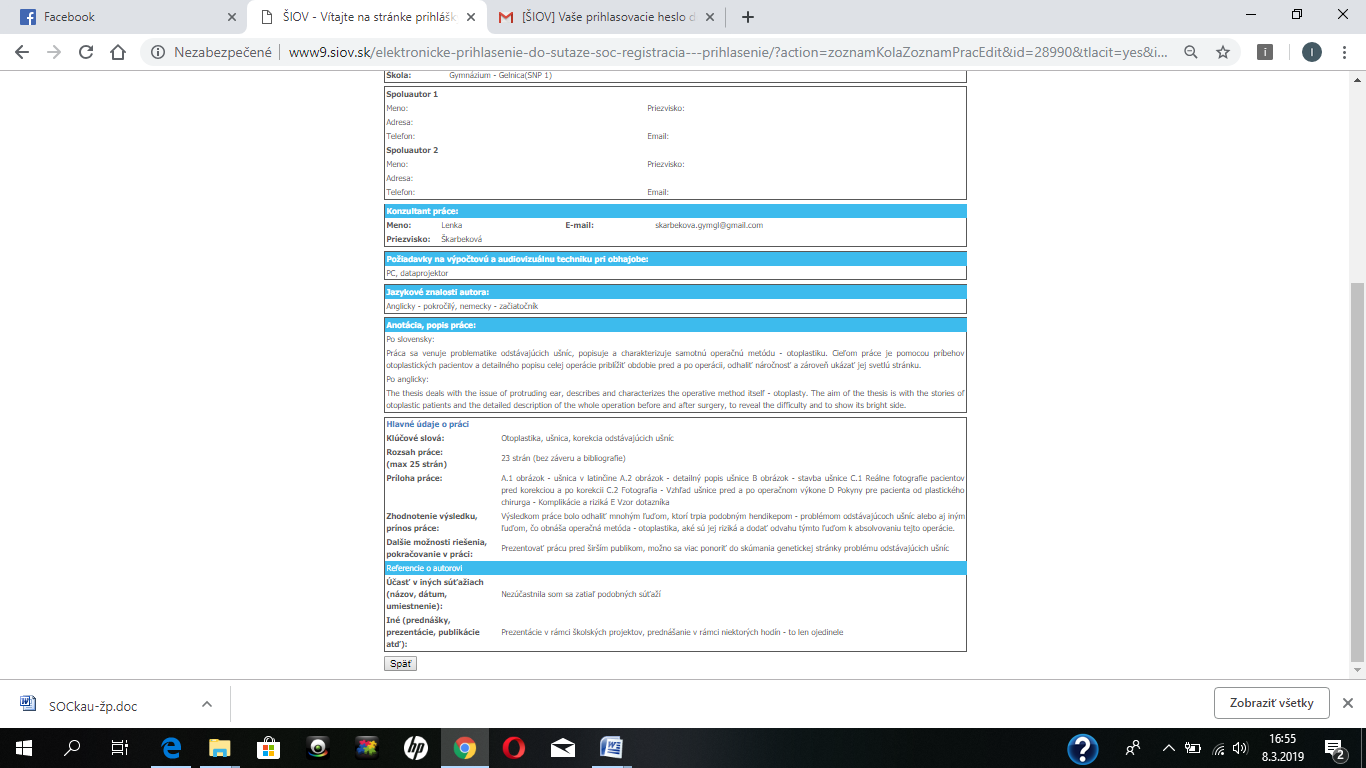 Facebook
ŠIOV - Vítajte na stránke prihlášk
[ŠIOV] Vaše prihlasovacie heslo d
Nezabezpečené
www9.siov.sk/elektronicke-prihlasenie-do-sutaze-soc-registracia---prihlasenie/?action=zoznamKolaZoznamPracEdit&id=28990&tlacit=yes&i...
I
Škola: Gymnázium - Gelnica(SNP 1)
Spoluautor 1
Meno: Priezvisko:
Adresa:
Telefon: Email:
Spoluautor 2
Meno: Priezvisko:
Adresa:
Telefon: Email:
Konzultant práce:
Meno: Lenka E-mail: skarbekova.gymgl@gmail.com
Priezvisko: Škarbeková
Požiadavky na výpočtovú a audiovizuálnu techniku pri obhajobe:
PC, dataprojektor
Jazykové znalosti autora:
Anglicky - pokročilý, nemecky - začiatočník
Anotácia, popis práce:
Po slovensky:
Práca sa venuje problematike odstávajúcich ušníc, popisuje a charakterizuje samotnú operačnú metódu - otoplastiku. Cieľom práce je pomocou príbehov
otoplastických pacientov a detailného popisu celej operácie priblížiť obdobie pred a po operácii, odhaliť náročnosť a zároveň ukázať jej svetlú stránku.
Po anglicky:
The thesis deals with the issue of protruding ear, describes and characterizes the operative method itself - otoplasty. The aim of the thesis is with the stories of
otoplastic patients and the detailed description of the whole operation before and after surgery, to reveal the difficulty and to show its bright side.
Hlavné údaje o práci
Kľúčové slová: Otoplastika, ušnica, korekcia odstávajúcich ušníc
Rozsah práce:
(max 25 strán) 23 strán (bez záveru a bibliografie)
Príloha práce: A.1 obrázok - ušnica v latinčine A.2 obrázok - detailný popis ušnice B obrázok - stavba ušnice C.1 Reálne fotografie pacientov
pred korekciou a po korekcii C.2 Fotografia - Vzhľad ušnice pred a po operačnom výkone D Pokyny pre pacienta od plastického
chirurga - Komplikácie a riziká E Vzor dotazníka
Zhodnotenie výsledku, Výsledkom práce bolo odhaliť mnohým ľuďom, ktorí trpia podobným hendikepom - problémom odstávajúcoch ušníc alebo aj iným
prínos práce: ľuďom, čo obnáša operačná metóda - otoplastika, aké sú jej riziká a dodať odvahu týmto ľuďom k absolvovaniu tejto operácie.
Ďalšie možnosti riešenia,
pokračovanie v práci: Prezentovať prácu pred širším publikom, možno sa viac ponoriť do skúmania genetickej stránky problému odstávajúcich ušníc
Referencie o autorovi
Účasť v iných súťažiach
(názov, dátum, Nezúčastnila som sa zatiaľ podobných súťaží
umiestnenie):
Iné (prednášky,
prezentácie, publikácie Prezentácie v rámci školských projektov, prednášanie v rámci niektorých hodín - to len ojedinele
atď):
Späť
SOCkau-žp.doc
Zobraziť všetky
hp
16:55
8.3.2019
2